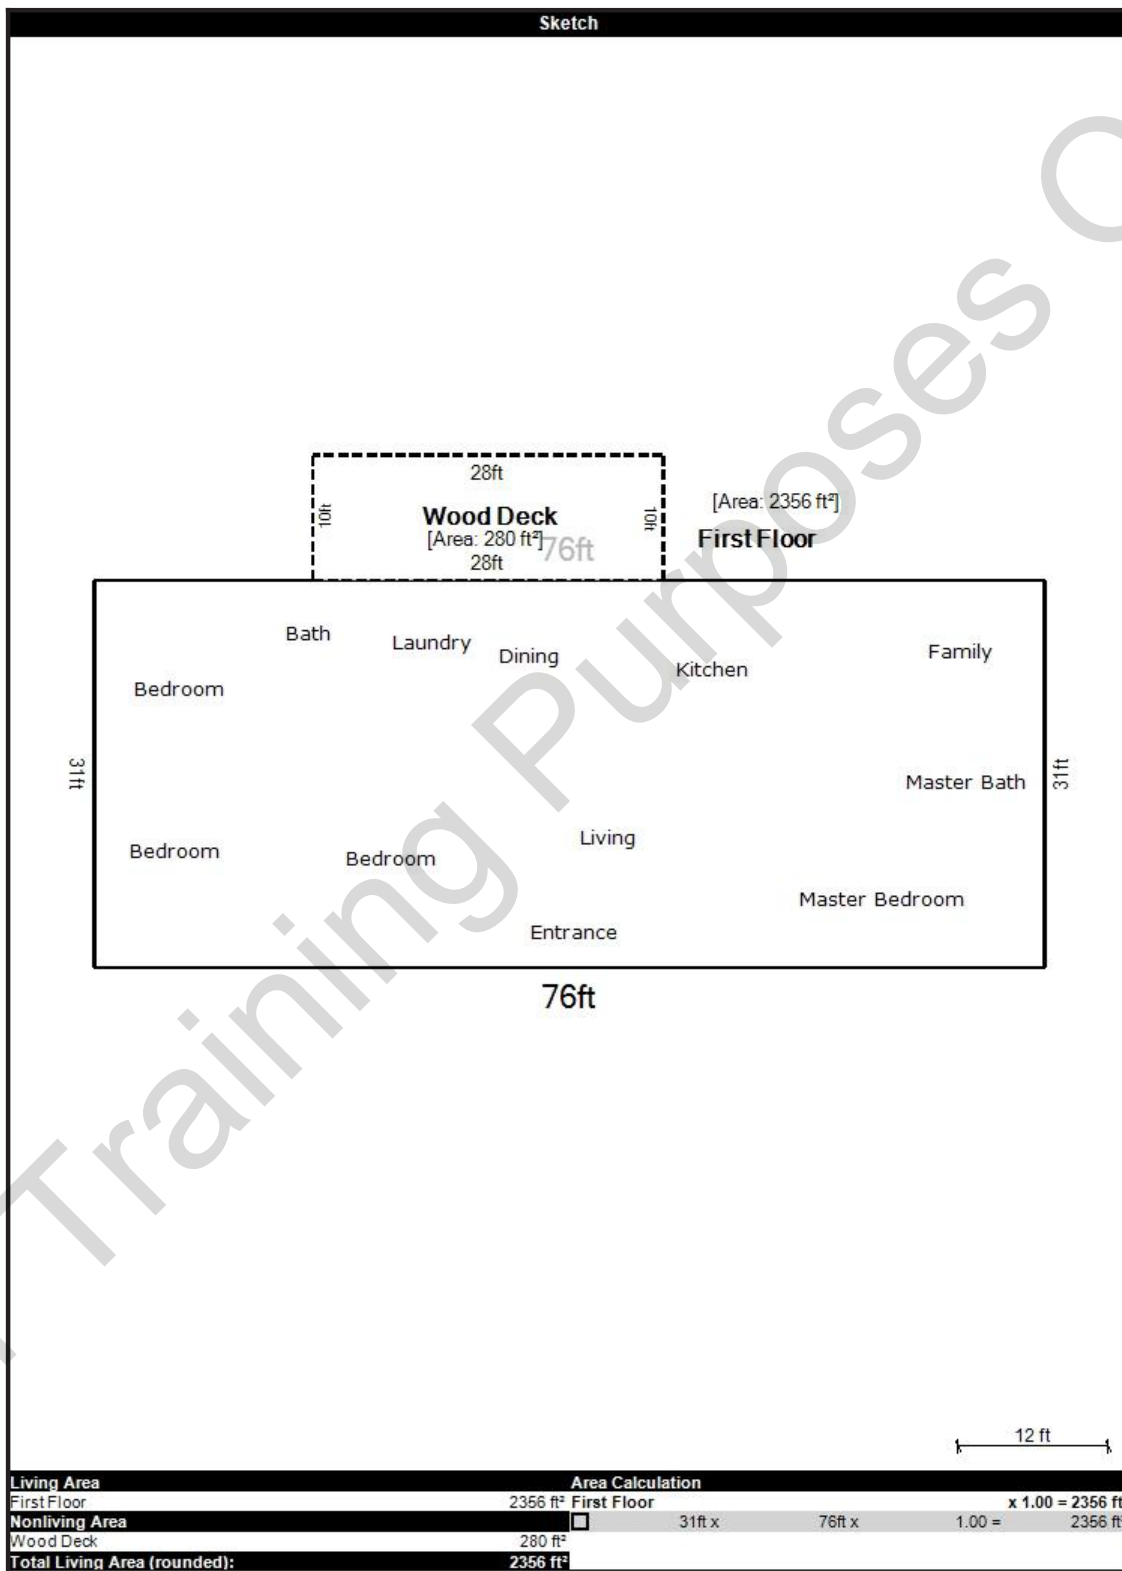 Sketch
28ft
10ft
Wood Deck
10ft
[Area: 280 ft²]
76ft
28ft
[Area: 2356 ft²]
First Floor
Bath
Laundry
Dining
Kitchen
Family
Bedroom
31ft
Master Bath
31ft
Living
Bedroom
Bedroom
Master Bedroom
Entrance
76ft
Training Purposes
12 ft
Living Area
Area Calculation
First Floor 2356 ft²
First Floor x 1.00 = 2356 ft
Nonliving Area
31ft x 76ft x 1.00 = 2356 ft²
Wood Deck 280 ft²
Total Living Area (rounded): 2356 ft²